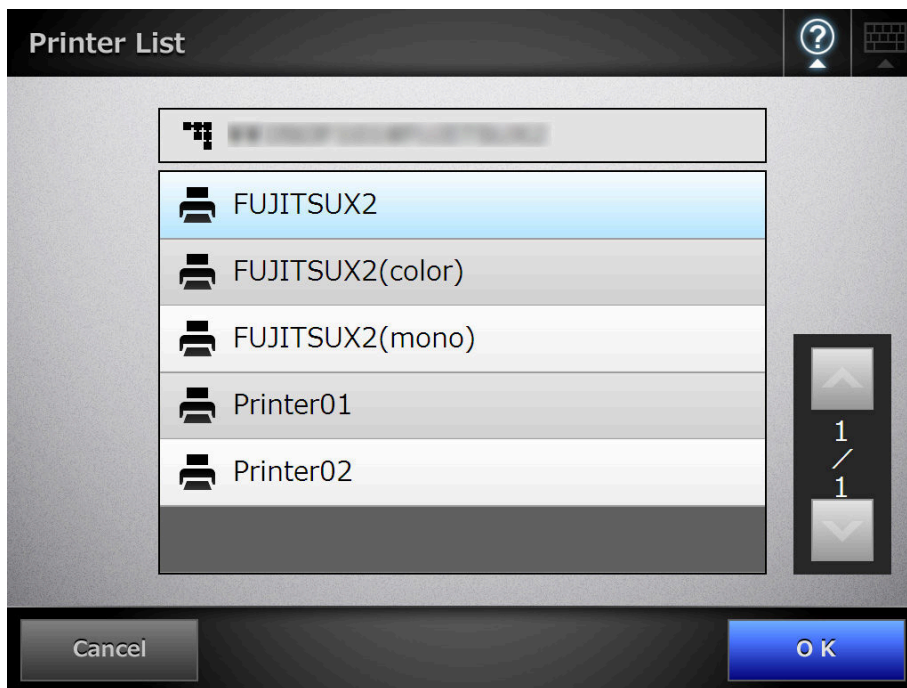 Printer List
?
FUJITSUX2
FUJITSUX2(color)
FUJITSUX2(mono)
Printer01
Printer02
1
/
1
Cancel
OK